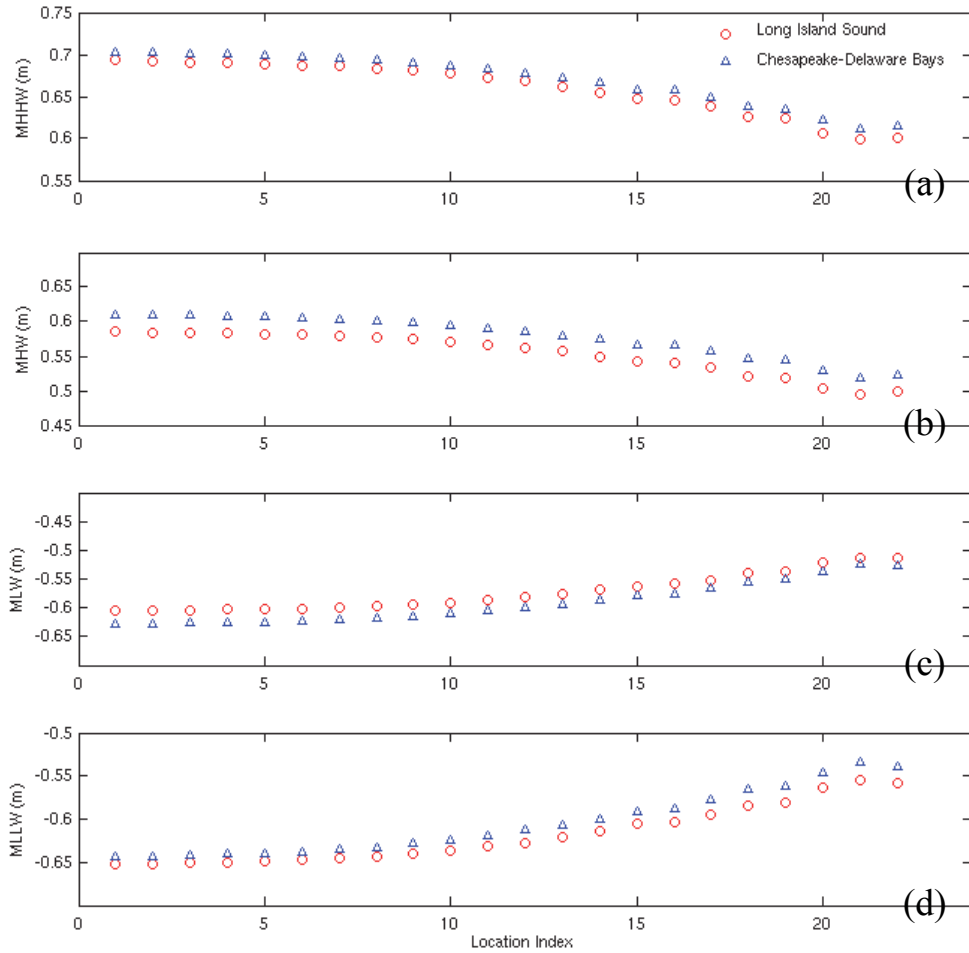 0.75
0.7
0.65
0.6
0.55
MHHW (m)
Long Island Sound
Chesapeake-Delaware Bays
0 5 10 15 20
(a)
0.65
0.6
0.55
0.5
0.45
MHW (m)
0 5 10 15 20
(b)
-0.45
-0.5
-0.55
-0.6
-0.65
MLW (m)
0 5 10 15 20
(c)
-0.5
-0.55
-0.6
-0.65
MLLW (m)
0 5 10 15 20
(d)
Location Index